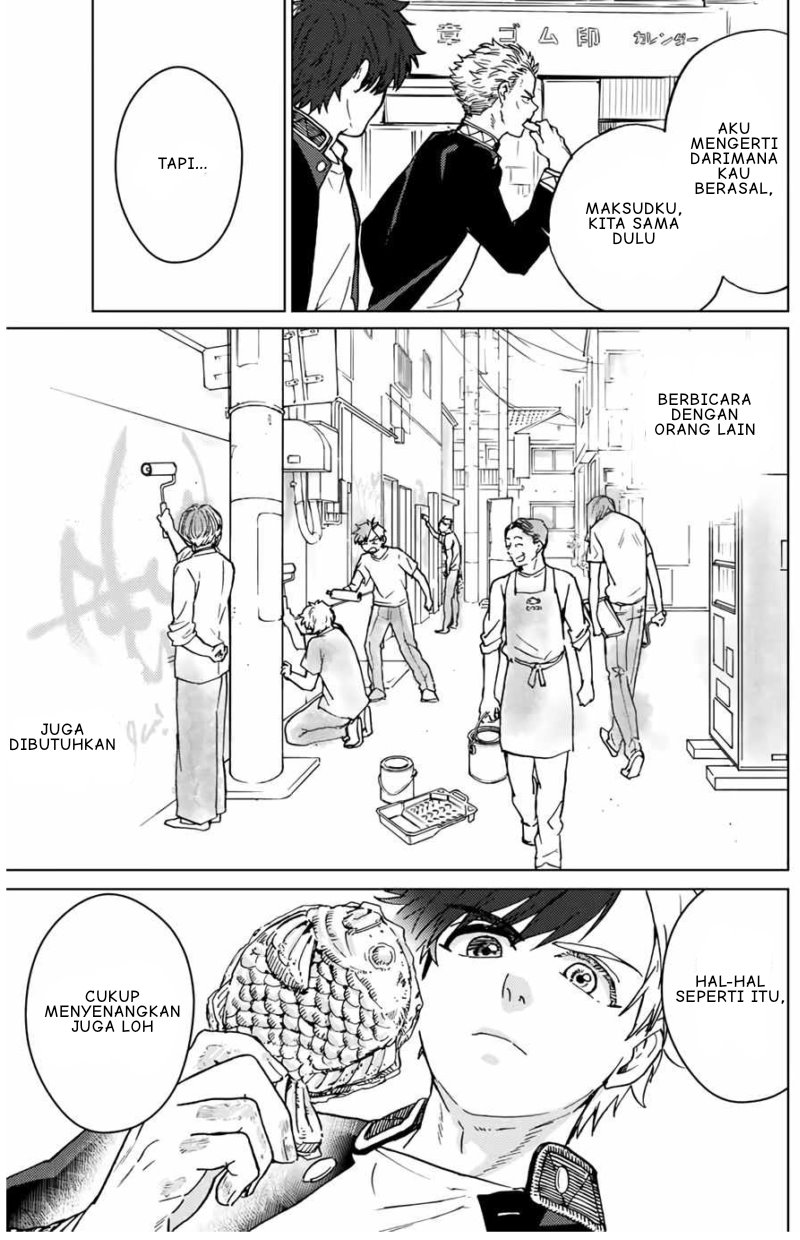 章ゴム印 カレンダー
AKU
MENGERTI
DARIMANA
KAU
BERASAL,
MAKSUDKU,
KITA SAMA
DULU
TAPI...
BERBICARA
DENGAN
ORANG LAIN
JUGA
DIBUTUHKAN
HAL-HAL
SEPERTI ITU,
CUKUP
MENYENANGKAN
JUGA LOH